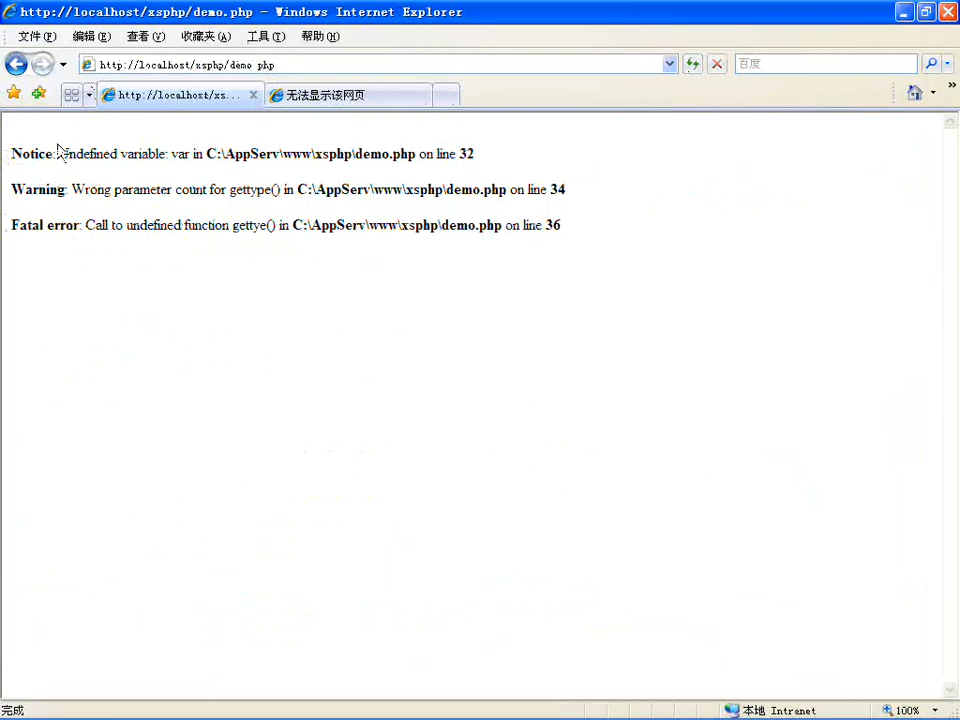 http://localhost/xsphp/demo.php - Windows Internet Explorer
文件(F) 编辑(E) 查看(V) 收藏夹(A) 工具(T) 帮助(H)
http://localhost/xsphp/demo php 百度
http://localhost/xs... 无法显示该网页
Notice: Undefined variable: var in C:\AppServ\www\xsphp\demo.php on line 32
Warning: Wrong parameter count for gettype() in C:\AppServ\www\xsphp\demo.php on line 34
Fatal error: Call to undefined function gettye() in C:\AppServ\www\xsphp\demo.php on line 36
完成 本地 Intranet 100%